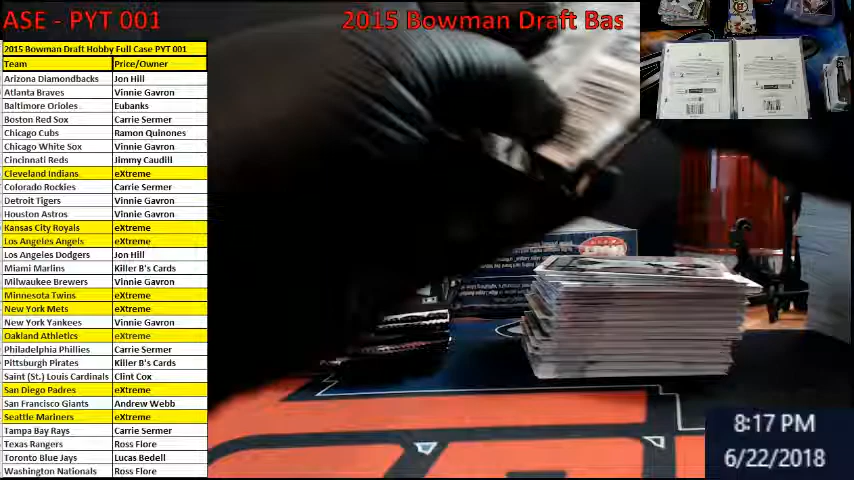 ASE - PYT 001
2015 Bowman Draft Bas
2015 Bowman Draft Hobby Full Case PYT 001
Team Price/Owner
Arizona Diamondbacks Jon Hill
Atlanta Braves Vinnie Gavron
Baltimore Orioles Eubanks
Boston Red Sox Carrie Sermer
Chicago Cubs Ramon Quinones
Chicago White Sox Vinnie Gavron
Cincinnati Reds Jimmy Caudill
Cleveland Indians eXtreme
Colorado Rockies Carrie Sermer
Detroit Tigers Vinnie Gavron
Houston Astros Vinnie Gavron
Kansas City Royals eXtreme
Los Angeles Angels eXtreme
Los Angeles Dodgers Jon Hill
Miami Marlins Killer B's Cards
Milwaukee Brewers Vinnie Gavron
Minnesota Twins eXtreme
New York Mets eXtreme
New York Yankees Vinnie Gavron
Oakland Athletics eXtreme
Philadelphia Phillies Carrie Sermer
Pittsburgh Pirates Killer B's Cards
Saint (St.) Louis Cardinals Clint Cox
San Diego Padres eXtreme
San Francisco Giants Andrew Webb
Seattle Mariners eXtreme
Tampa Bay Rays Carrie Sermer
Texas Rangers Ross Flore
Toronto Blue Jays Lucas Bedell
Washington Nationals Ross Flore
8:17 PM
6/22/2018